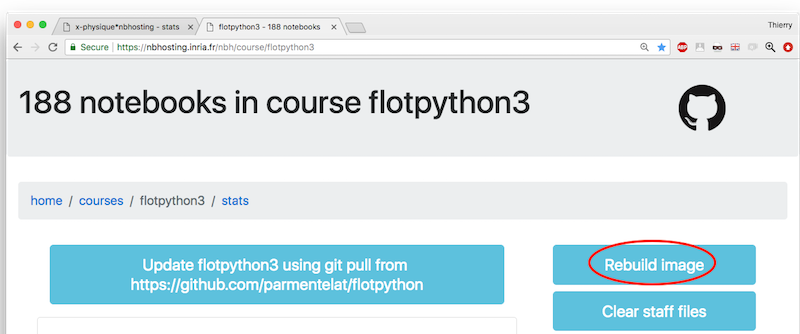 x-physique*nbhosting - stats
flotpython3 - 188 notebooks
Thierry
Secure
https://nbhosting.inria.fr/nbh/course/flotpython3
ABP
188 notebooks in course flotpython3
home / courses / flotpython3 / stats
Update flotpython3 using git pull from
https://github.com/parmentelat/flotpython
Rebuild image
Clear staff files